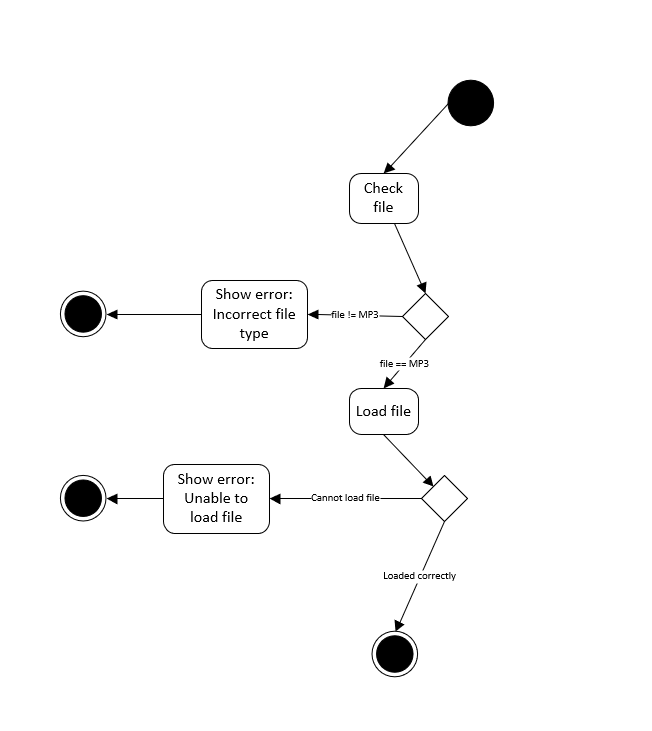 Check
file
Show error:
Incorrect file
type
file != MP3
file == MP3
Load file
Show error:
Unable to
load file
Cannot load file
Loaded correctly